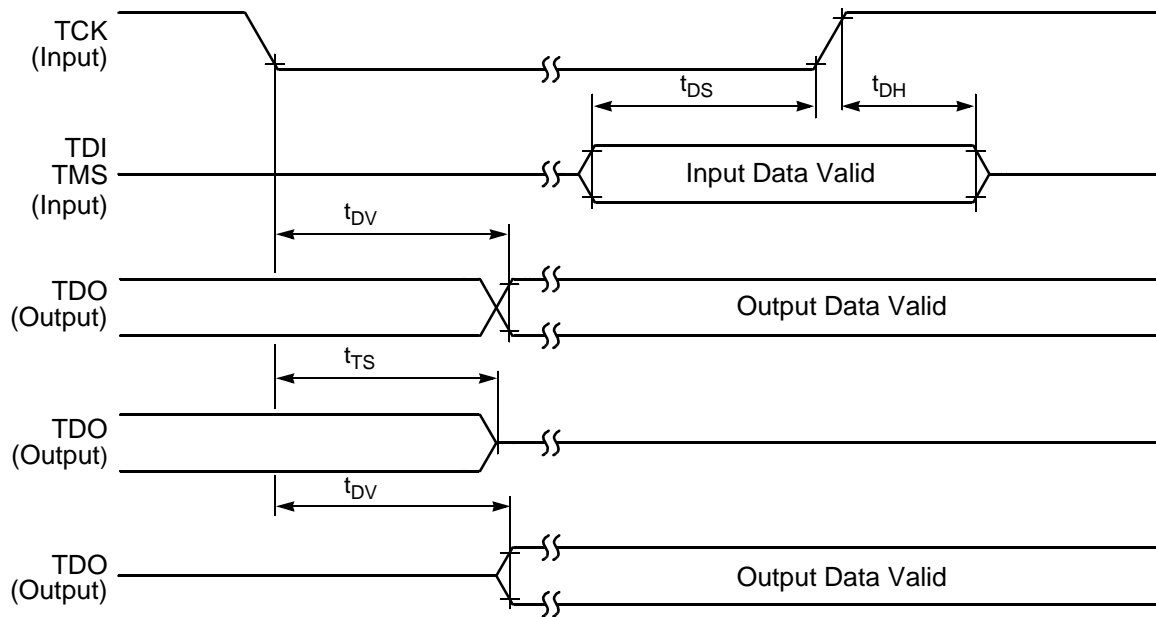 TCK
(Input)
tDS
tDH
TDI
TMS
(Input)
Input Data Valid
tDV
TDO
(Output)
Output Data Valid
tTS
TDO
(Output)
tDV
TDO
(Output)
Output Data Valid